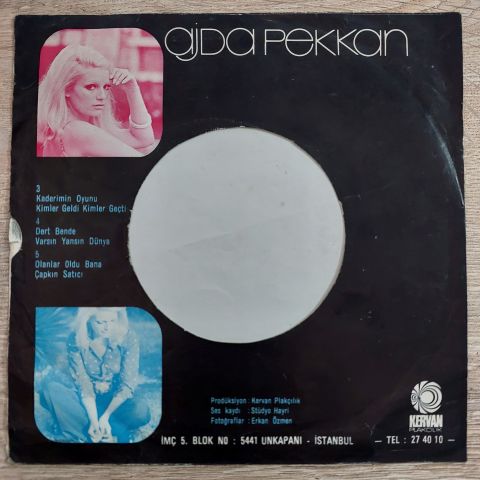 ajda pekkan
3
Kaderimin Oyunu
Kimler Geldi Kimler Geçti
4
Dert Bende
Varsın Yansın Dünya
5
Olanlar Oldu Bana
Çapkın Satıcı
Prodüksiyon : Kervan Plakçılık
Ses kaydı : Stüdyo Hayri
Fotoğraflar : Erkan Özmen
KERVAN
PLAKÇILIK
İMÇ 5. BLOK NO : 5441 UNKAPANI - İSTANBUL - TEL : 27 40 10 -